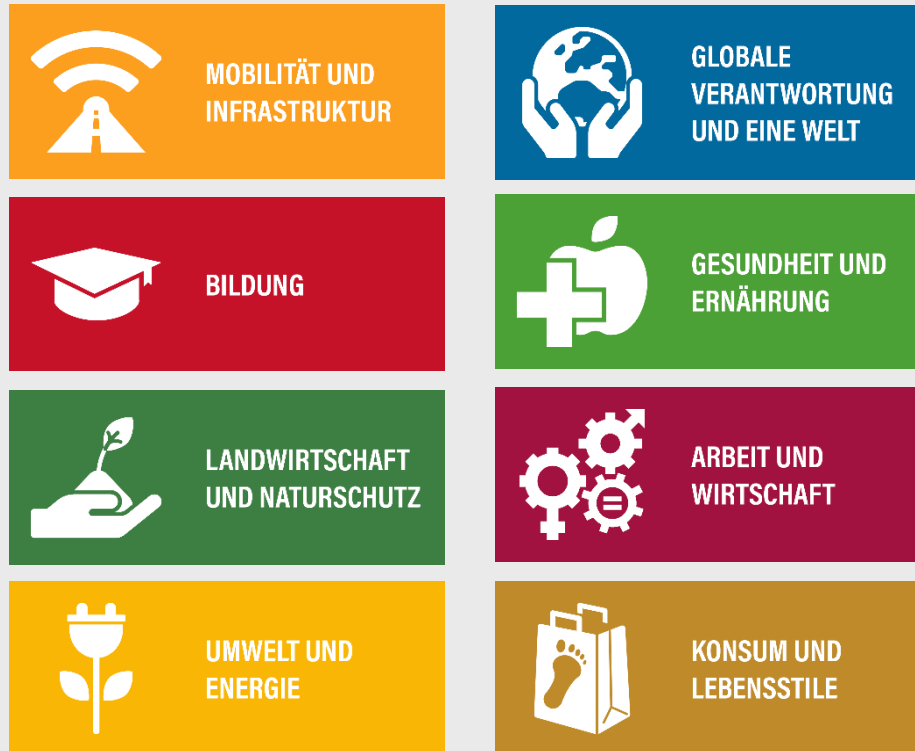 MOBILITÄT UND
INFRASTRUKTUR
GLOBALE
VERANTWORTUNG
UND EINE WELT
BILDUNG
GESUNDHEIT UND
ERNÄHRUNG
LANDWIRTSCHAFT
UND NATURSCHUTZ
ARBEIT UND
WIRTSCHAFT
UMWELT UND
ENERGIE
KONSUM UND
LEBENSSTILE